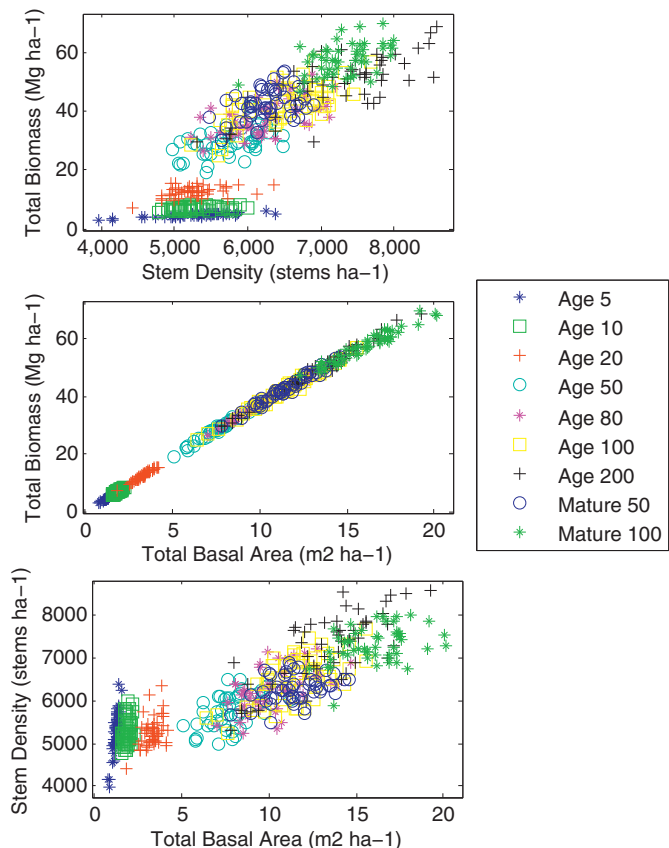 Total Biomass (Mg ha−1)
60
40
20
0
4,000 5,000 6,000 7,000 8,000
Stem Density (stems ha−1)
Total Biomass (Mg ha−1)
60
40
20
0
0 5 10 15 20
Total Basal Area (m2 ha−1)
Age 5
Age 10
Age 20
Age 50
Age 80
Age 100
Age 200
Mature 50
Mature 100
Stem Density (stems ha−1)
8000
7000
6000
5000
4000
0 5 10 15 20
Total Basal Area (m2 ha−1)